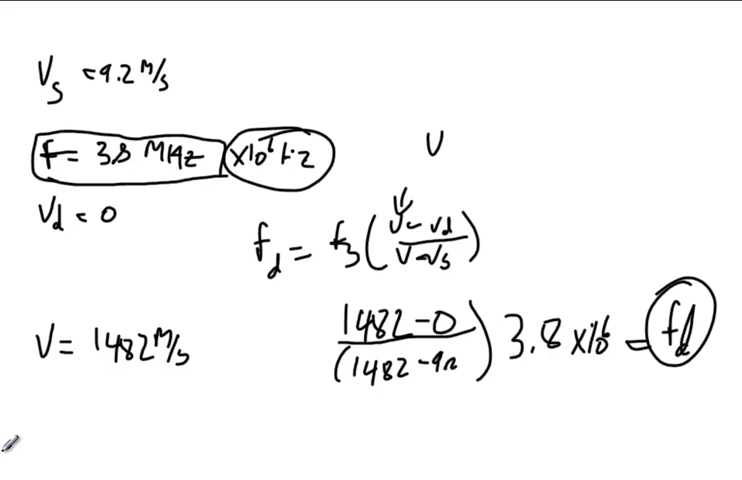 Vs = 9.2 m/s
f = 3.8 MHz ×10⁶ Hz
V
Vd = 0
fd = fs ( V - Vd / V - Vs )
V = 1482 m/s
( 1482 - 0 / (1482 - 9.2 ) 3.8 ×10⁶ = fd